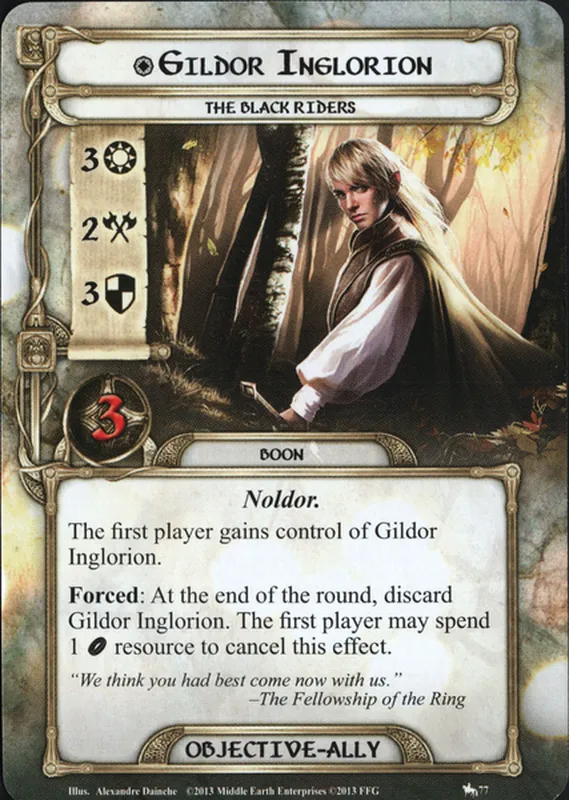 Gildor Inglorion
The Black Riders
3
2
3
3
Boon
Noldor.
The first player gains control of Gildor
Inglorion.
Forced: At the end of the round, discard
Gildor Inglorion. The first player may spend
1 resource to cancel this effect.
“We think you had best come now with us.”
–The Fellowship of the Ring
Objective-Ally
Illus. Alexandre Dainche ©2013 Middle Earth Enterprises ©2013 FFG 77